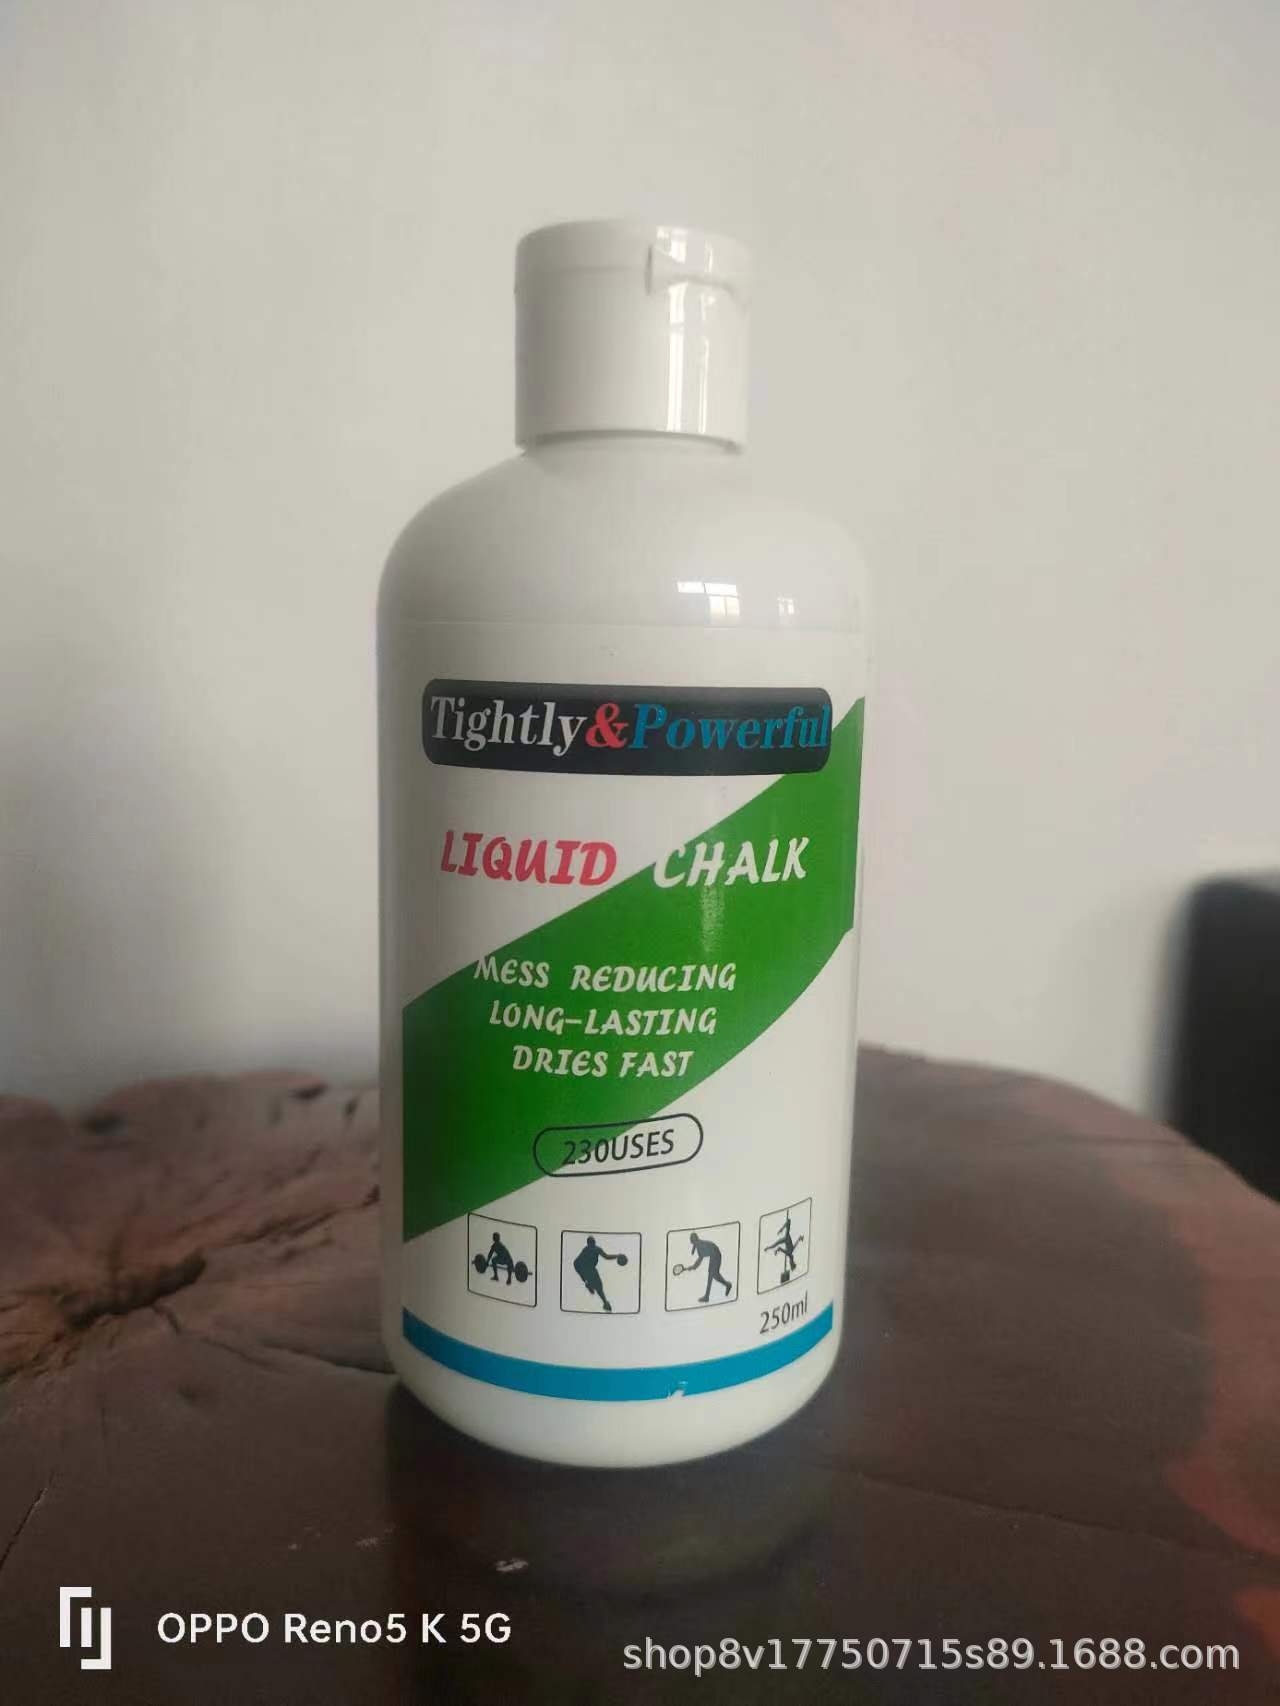 Tightly&Powerful
LIQUID CHALK
MESS REDUCING
LONG-LASTING
DRIES FAST
230USES
250ml
OPPO Reno5 K 5G
shop8v17750715s89.1688.com